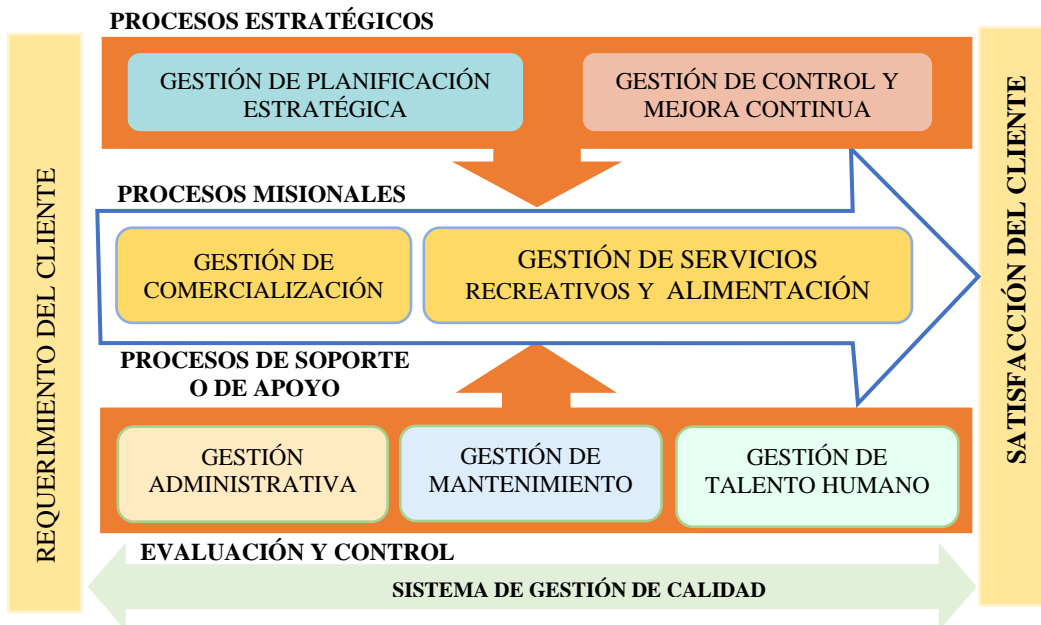 PROCESOS ESTRATÉGICOS
GESTIÓN DE PLANIFICACIÓN
ESTRATÉGICA
GESTIÓN DE CONTROL Y
MEJORA CONTINUA
REQUERIMIENTO DEL CLIENTE
PROCESOS MISIONALES
GESTIÓN DE
COMERCIALIZACIÓN
GESTIÓN DE SERVICIOS
RECREATIVOS Y ALIMENTACIÓN
SATISFACCIÓN DEL CLIENTE
PROCESOS DE SOPORTE
O DE APOYO
GESTIÓN
ADMINISTRATIVA
GESTIÓN DE
MANTENIMIENTO
GESTIÓN DE
TALENTO HUMANO
EVALUACIÓN Y CONTROL
SISTEMA DE GESTIÓN DE CALIDAD